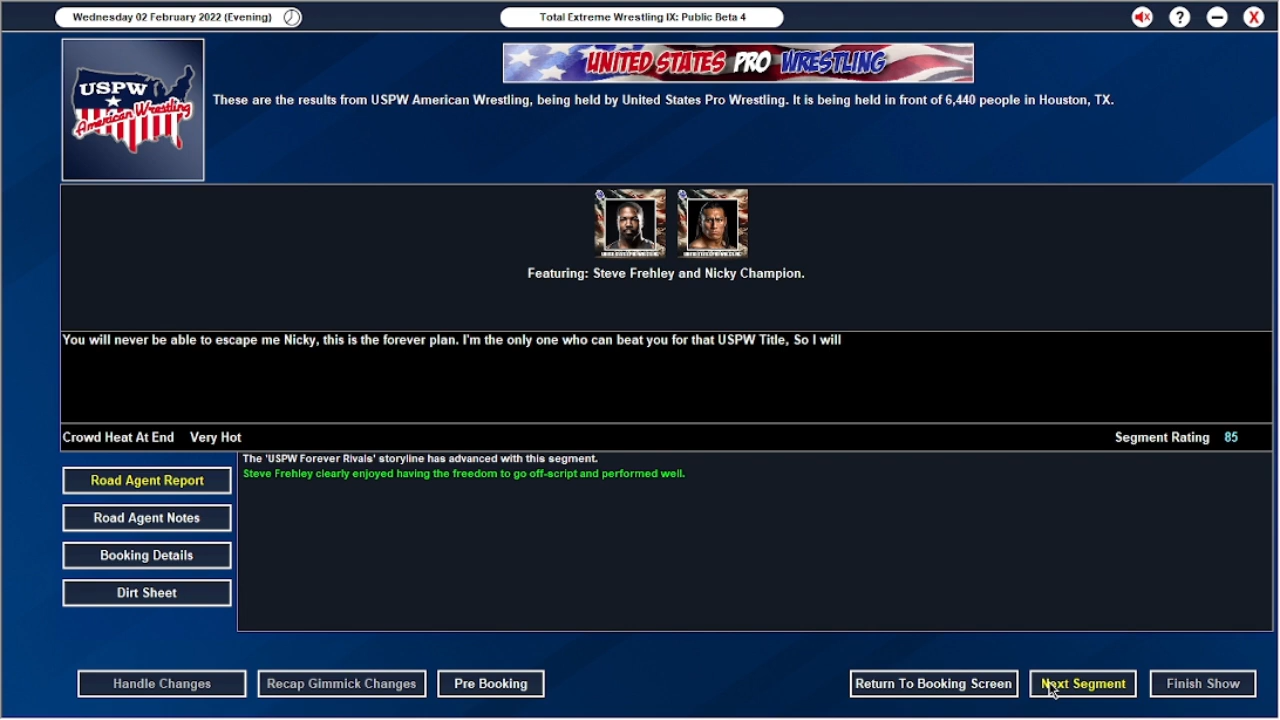 Wednesday 02 February 2022 (Evening)
Total Extreme Wrestling IX: Public Beta 4
?
X
USPW
American Wrestling
UNITED STATES PRO WRESTLING
These are the results from USPW American Wrestling, being held by United States Pro Wrestling. It is being held in front of 6,440 people in Houston, TX.
Featuring: Steve Frehley and Nicky Champion.
You will never be able to escape me Nicky, this is the forever plan. I'm the only one who can beat you for that USPW Title, So I will
Crowd Heat At End Very Hot
Segment Rating 85
The 'USPW Forever Rivals' storyline has advanced with this segment.
Steve Frehley clearly enjoyed having the freedom to go off-script and performed well.
Road Agent Report
Road Agent Notes
Booking Details
Dirt Sheet
Handle Changes
Recap Gimmick Changes
Pre Booking
Return To Booking Screen
Next Segment
Finish Show